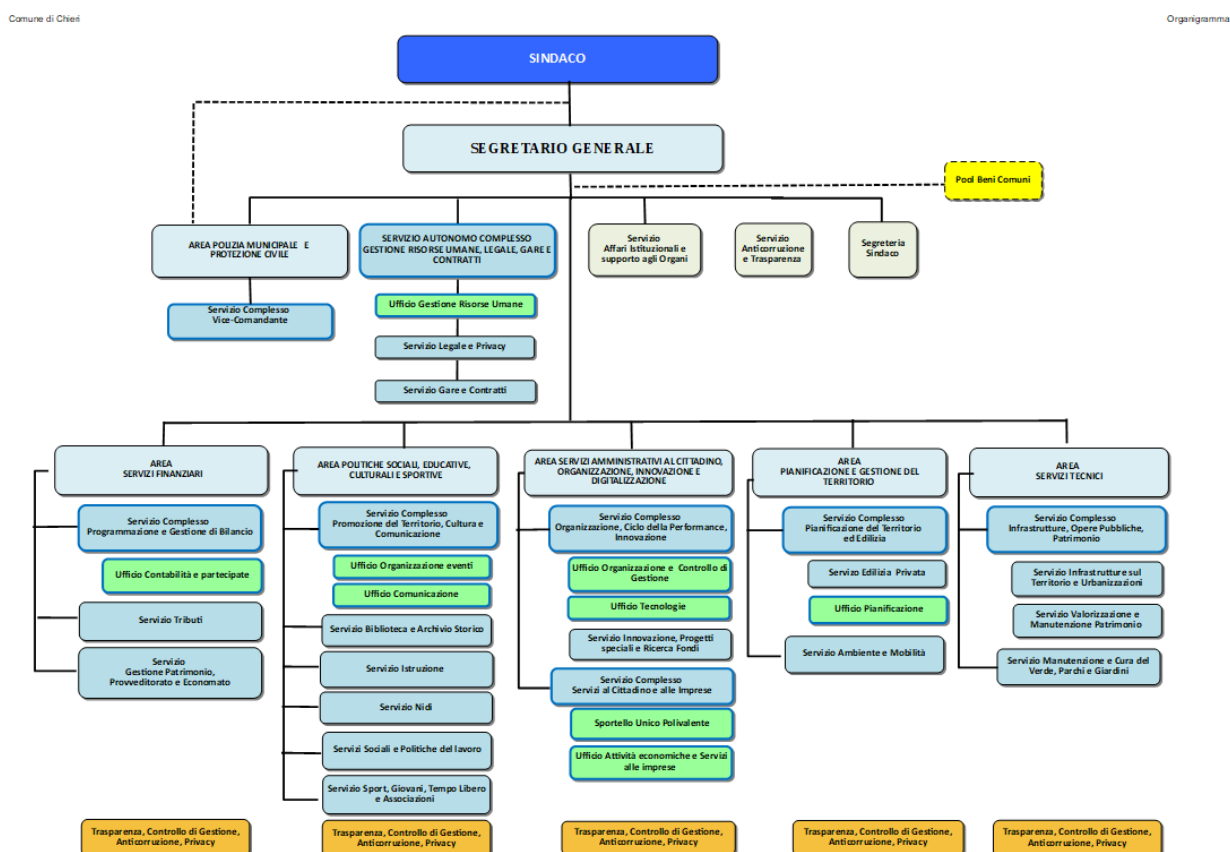 Comune di Chieri
Organigramma
SINDACO
SEGRETARIO GENERALE
Pool Beni Comuni
AREA POLIZIA MUNICIPALE E
PROTEZIONE CIVILE
SERVIZIO AUTONOMO COMPLESSO
GESTIONE RISORSE UMANE, LEGALE, GARE E
CONTRATTI
Servizio
Affari Istituzionali e
supporto agli Organi
Servizio
Anticorruzione
e Trasparenza
Segreteria
Sindaco
Servizio Complesso
Vice-Comandante
Ufficio Gestione Risorse Umane
Servizio Legale e Privacy
Servizio Gare e Contratti
AREA
SERVIZI FINANZIARI
Servizio Complesso
Programmazione e Gestione di Bilancio
Ufficio Contabilità e partecipate
Servizio Tributi
Servizio
Gestione Patrimonio,
Provveditorato e Economato
AREA POLITICHE SOCIALI, EDUCATIVE,
CULTURALI E SPORTIVE
Servizio Complesso
Promozione del Territorio, Cultura e
Comunicazione
Ufficio Organizzazione eventi
Ufficio Comunicazione
Servizio Biblioteca e Archivio Storico
Servizio Istruzione
Servizio Nidi
Servizi Sociali e Politiche del lavoro
Servizio Sport, Giovani, Tempo Libero
e Associazioni
AREA SERVIZI AMMINISTRATIVI AL CITTADINO,
ORGANIZZAZIONE, INNOVAZIONE E
DIGITALIZZAZIONE
Servizio Complesso
Organizzazione, Ciclo della Performance,
Innovazione
Ufficio Organizzazione e Controllo di
Gestione
Ufficio Tecnologie
Servizio Innovazione, Progetti
speciali e Ricerca Fondi
Servizio Complesso
Servizi al Cittadino e alle Imprese
Sportello Unico Polivalente
Ufficio Attività economiche e Servizi
alle imprese
AREA
PIANIFICAZIONE E GESTIONE DEL
TERRITORIO
Servizio Complesso
Pianificazione del Territorio
ed Edilizia
Servizo Edilizia Privata
Ufficio Pianificazione
Servizio Ambiente e Mobilità
AREA
SERVIZI TECNICI
Servizio Complesso
Infrastrutture, Opere Pubbliche,
Patrimonio
Servizio Infrastrutture sul
Territorio e Urbanizzazioni
Servizio Valorizzazione e
Manutenzione Patrimonio
Servizio Manutenzione e Cura del
Verde, Parchi e Giardini
Trasparenza, Controllo di Gestione,
Anticorruzione, Privacy
Trasparenza, Controllo di Gestione,
Anticorruzione, Privacy
Trasparenza, Controllo di Gestione,
Anticorruzione, Privacy
Trasparenza, Controllo di Gestione,
Anticorruzione, Privacy
Trasparenza, Controllo di Gestione,
Anticorruzione, Privacy